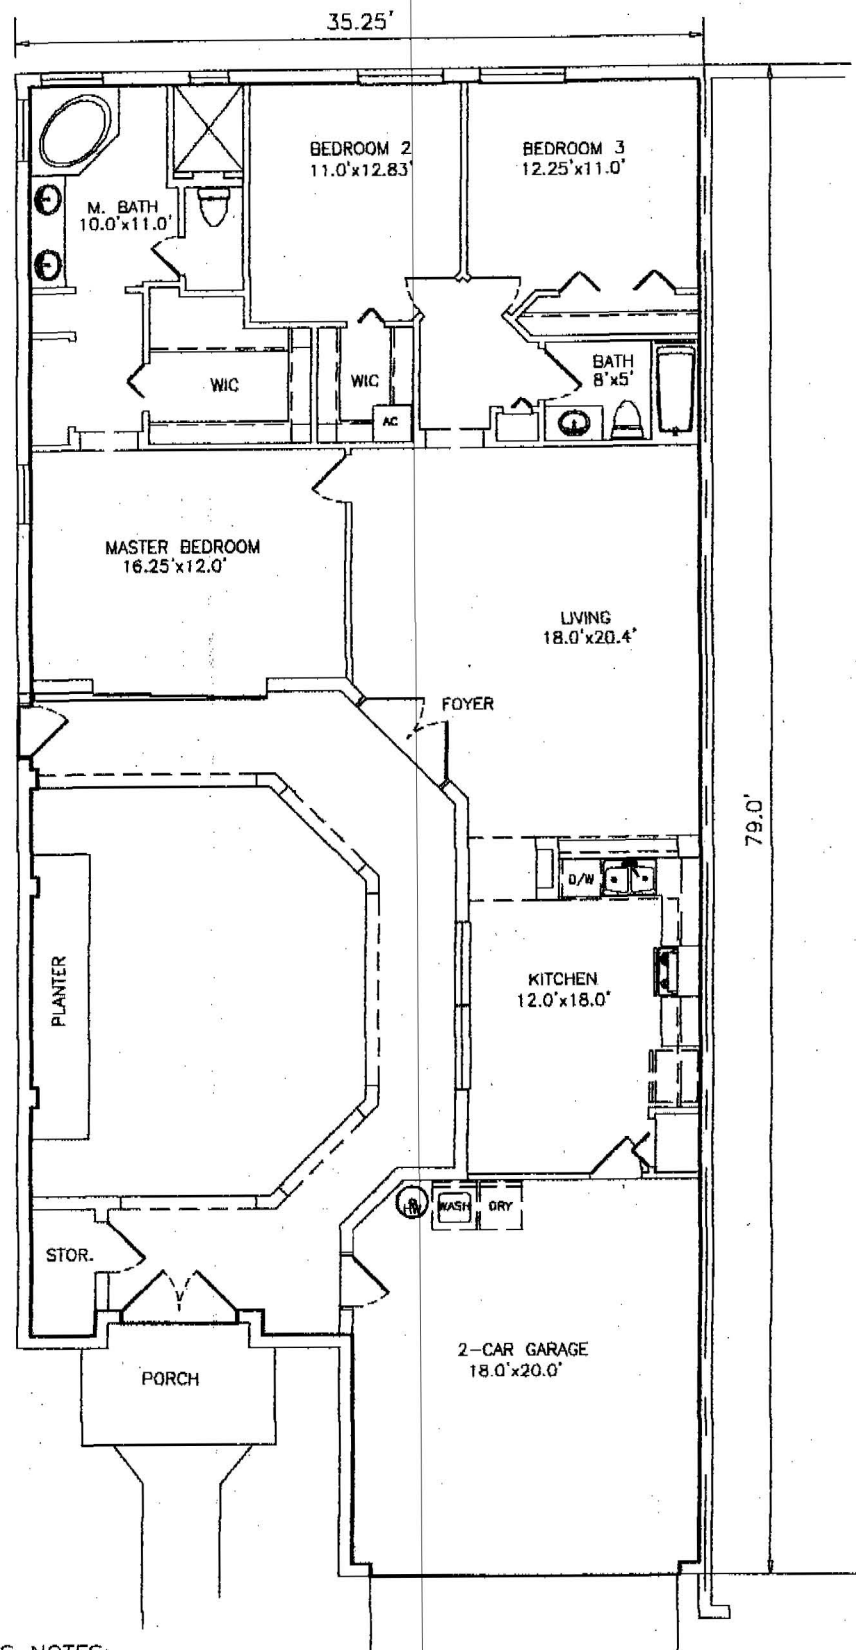 35.25'
BEDROOM 2
11.0'x12.83'
BEDROOM 3
12.25'x11.0'
M. BATH
10.0'x11.0'
WIC
WIC
AC
BATH
8'x5'
MASTER BEDROOM
16.25'x12.0'
LIVING
18.0'x20.4'
FOYER
79.0'
D/W
KITCHEN
12.0'x18.0'
PLANTER
HW
WASH
DRY
STOR.
2-CAR GARAGE
18.0'x20.0'
PORCH
NOTES: